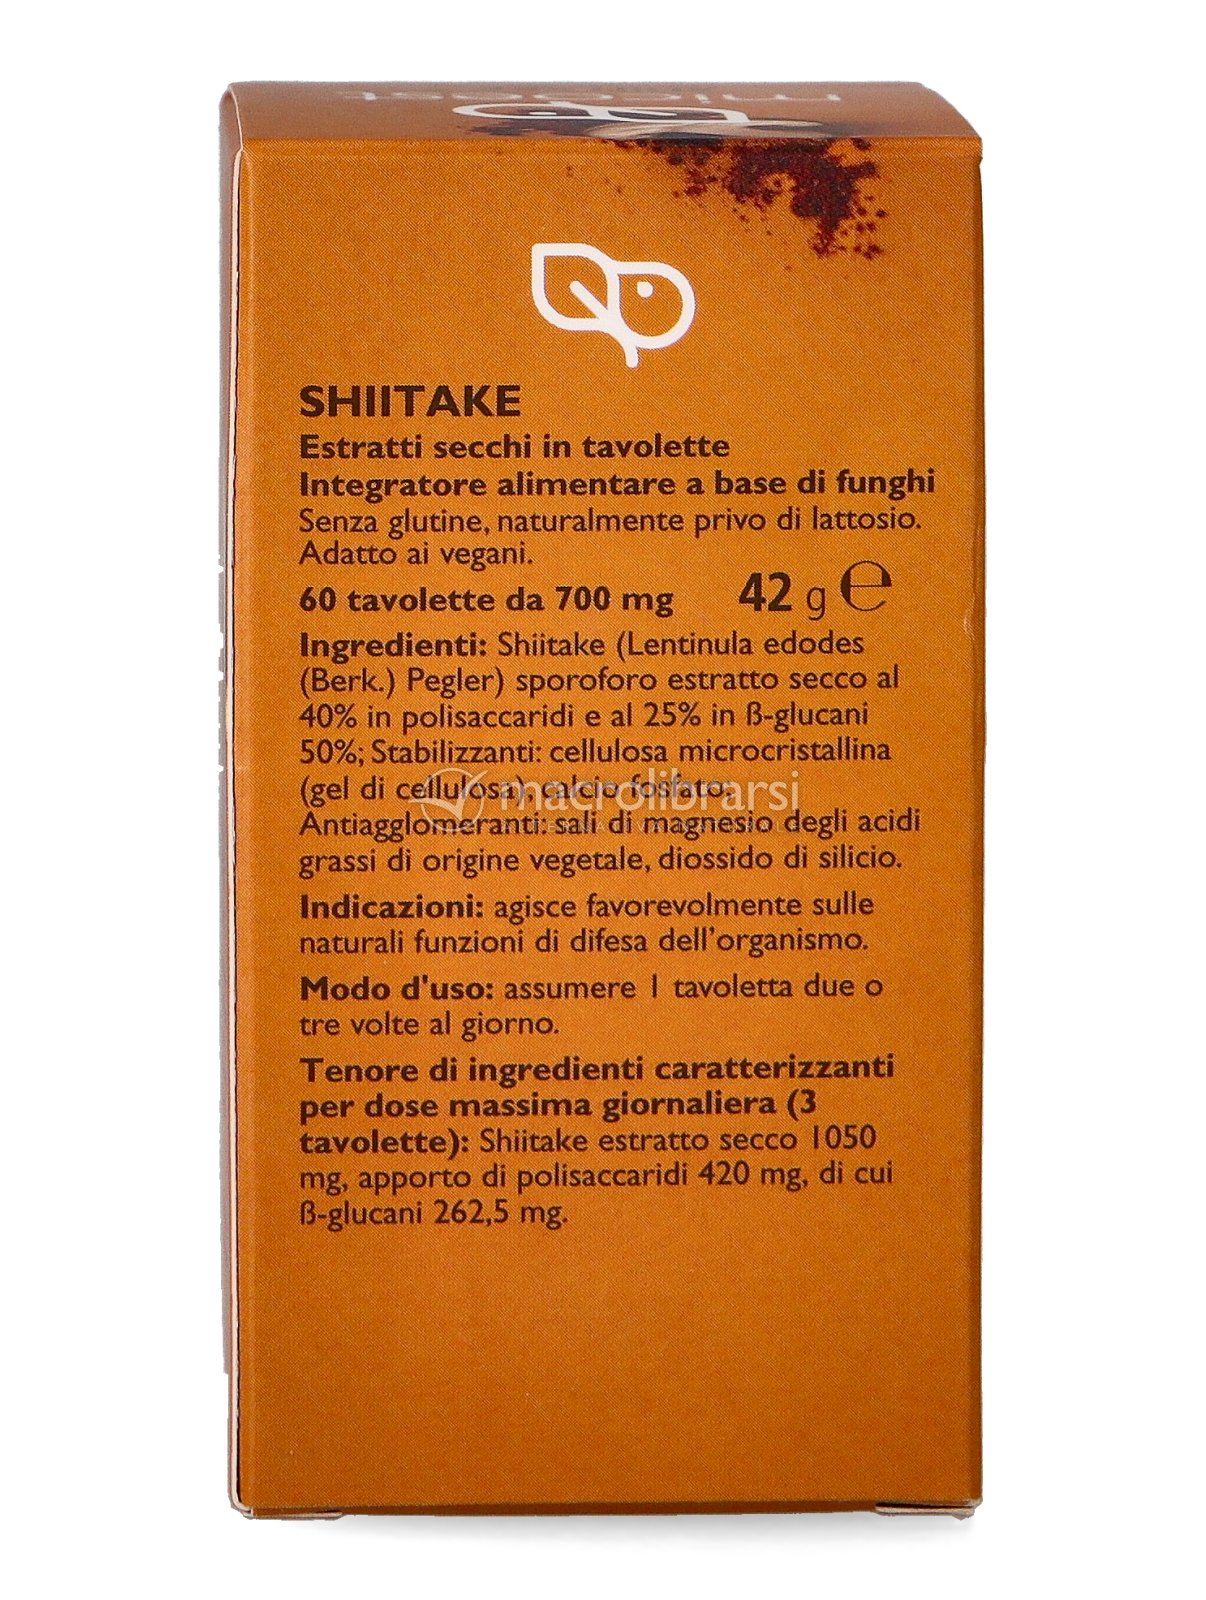 SHIITAKE
Estratti secchi in tavolette
Integratore alimentare a base di funghi
Senza glutine, naturalmente privo di lattosio.
Adatto ai vegani.
60 tavolette da 700 mg 42 g ℮
Ingredienti: Shiitake (Lentinula edodes
(Berk.) Pegler) sporoforo estratto secco al
40% in polisaccaridi e al 25% in ß-glucani
50%; Stabilizzanti: cellulosa microcristallina
(gel di cellulosa), calcio fosfato;
macrolibrarsi
Antiagglomeranti: sali di magnesio degli acidi
grassi di origine vegetale, diossido di silicio.
Indicazioni: agisce favorevolmente sulle
naturali funzioni di difesa dell'organismo.
Modo d'uso: assumere 1 tavoletta due o
tre volte al giorno.
Tenore di ingredienti caratterizzanti
per dose massima giornaliera (3
tavolette): Shiitake estratto secco 1050
mg, apporto di polisaccaridi 420 mg, di cui
ß-glucani 262,5 mg.